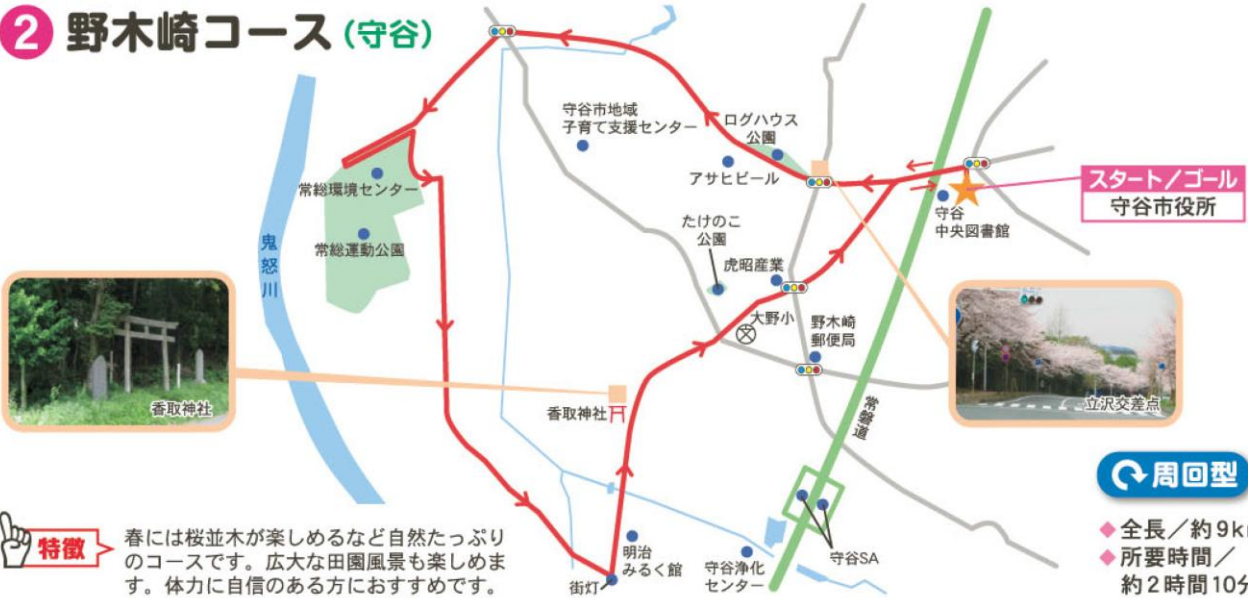 2 野木崎コース(守谷)
守谷市地域
子育て支援センター
ログハウス
公園
アサヒビール
スタート/ゴール
守谷市役所
守谷
中央図書館
常総環境センター
常総運動公園
鬼怒川
たけのこ
公園
虎昭産業
大野小
野木崎
郵便局
香取神社
香取神社
立沢交差点
常磐道
周回型
特徴
春には桜並木が楽しめるなど自然たっぷり
のコースです。広大な田園風景も楽しめま
す。体力に自信のある方におすすめです。
街灯
明治
みるく館
守谷浄化
センター
守谷SA
◆全長/約9k
◆所要時間/
約2時間10分